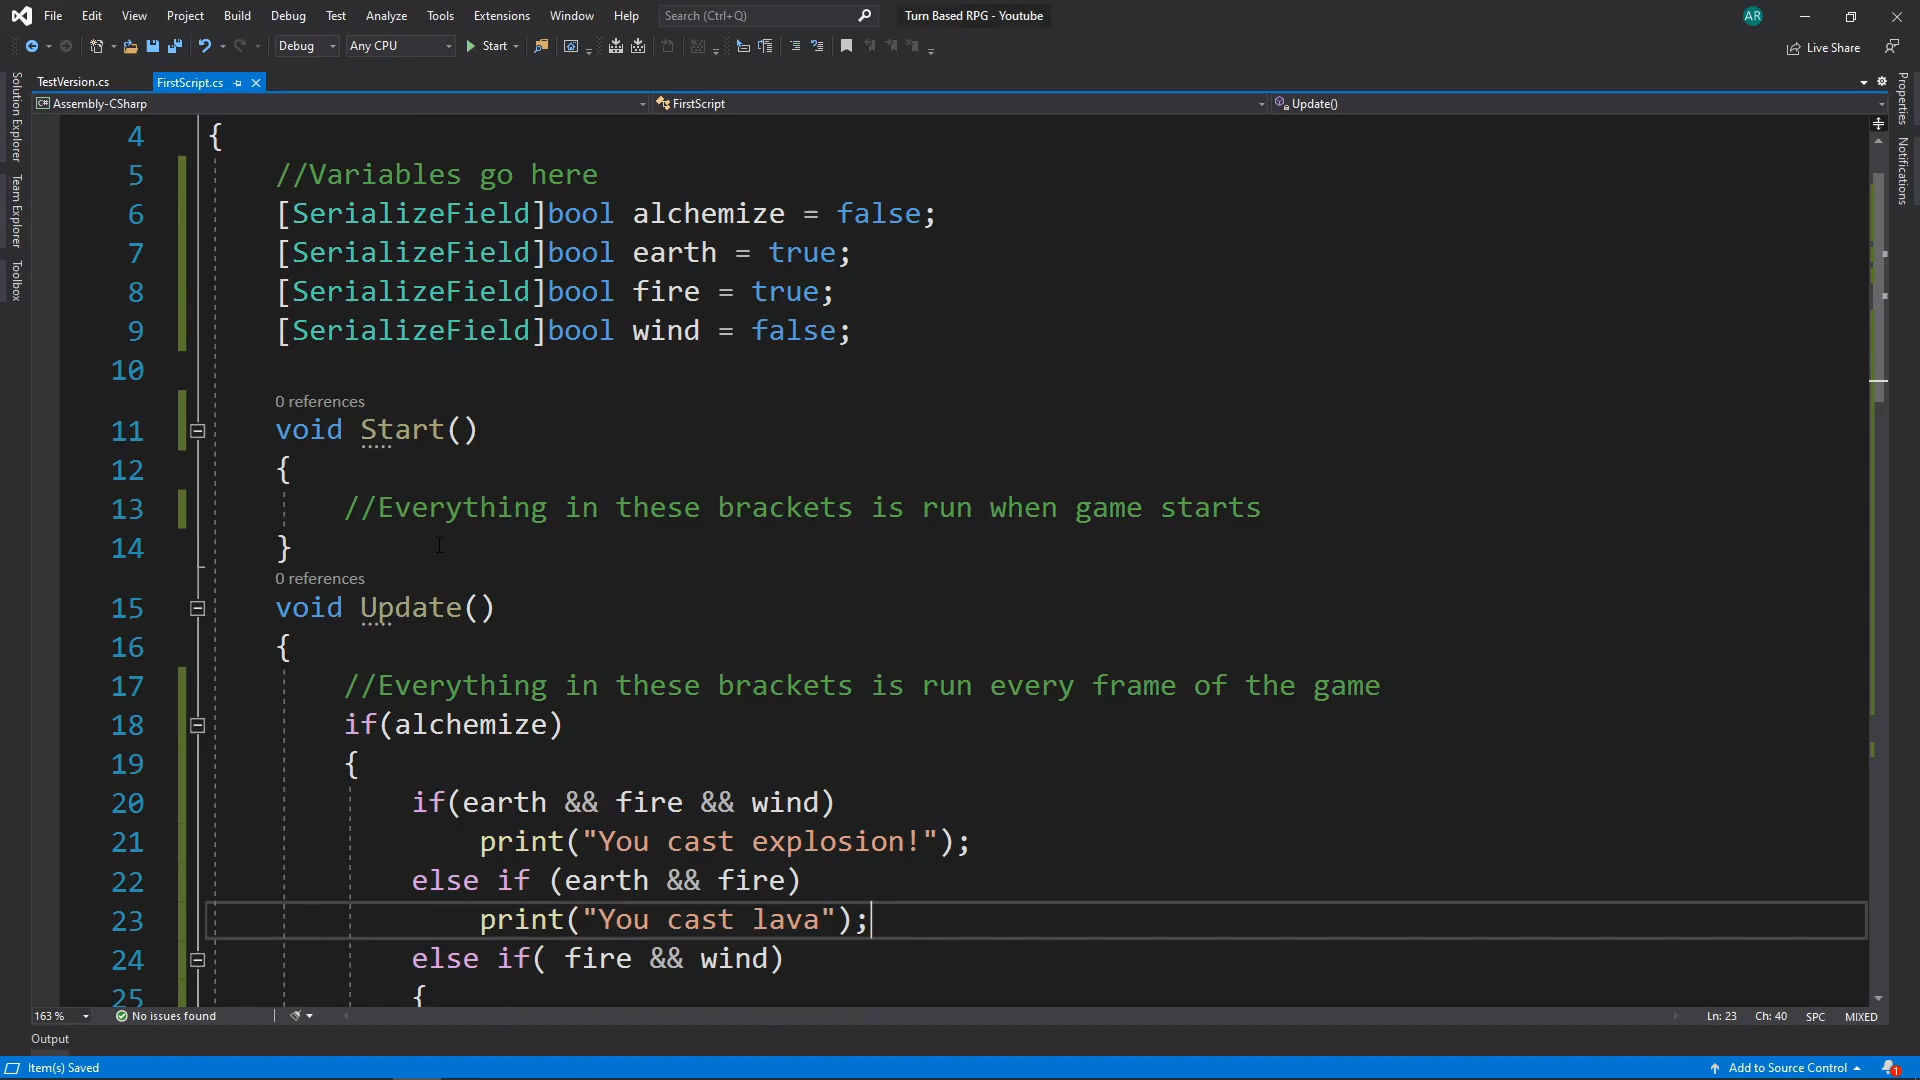 File Edit View Project Build Debug Test Analyze Tools Extensions Window Help Search (Ctrl+Q) Turn Based RPG - Youtube AR
Debug Any CPU Start Live Share
TestVersion.cs FirstScript.cs
Assembly-CSharp FirstScript Update()
Solution Explorer
Team Explorer
Toolbox
Properties
Notifications
4 {
5 //Variables go here
6 [SerializeField]bool alchemize = false;
7 [SerializeField]bool earth = true;
8 [SerializeField]bool fire = true;
9 [SerializeField]bool wind = false;
10
0 references
11 void Start()
12 {
13 //Everything in these brackets is run when game starts
14 }
0 references
15 void Update()
16 {
17 //Everything in these brackets is run every frame of the game
18 if(alchemize)
19 {
20 if(earth && fire && wind)
21 print("You cast explosion!");
22 else if (earth && fire)
23 print("You cast lava");
24 else if( fire && wind)
25 {
163 % No issues found Ln: 23 Ch: 40 SPC MIXED
Output
Item(s) Saved Add to Source Control 1